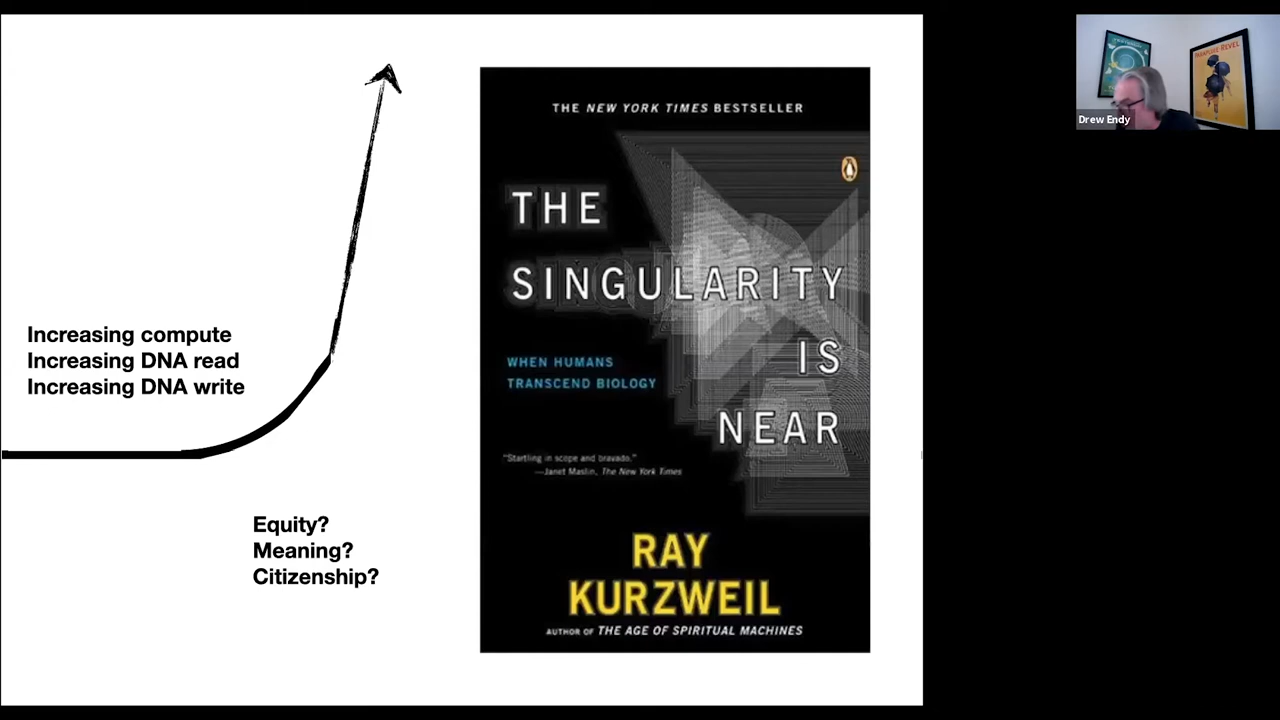 Increasing compute
Increasing DNA read
Increasing DNA write
Equity?
Meaning?
Citizenship?
THE NEW YORK TIMES BESTSELLER
THE
SINGULARITY
IS
NEAR
WHEN HUMANS
TRANSCEND BIOLOGY
"Startling in scope and bravado."
—Janet Maslin, The New York Times
RAY
KURZWEIL
AUTHOR OF THE AGE OF SPIRITUAL MACHINES
Drew Endy